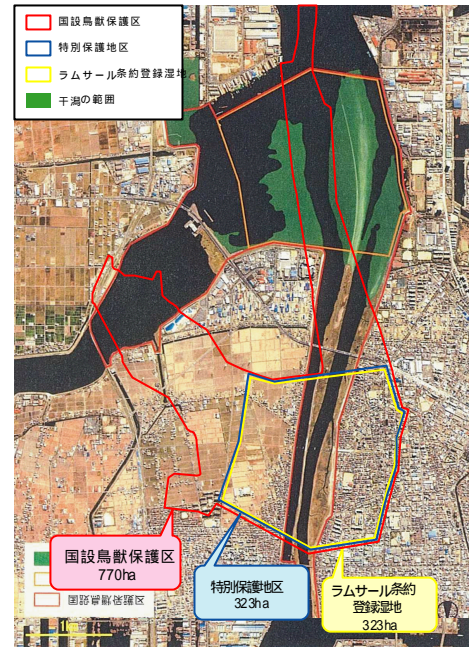 国設鳥獣保護区
特別保護地区
ラムサール条約登録湿地
干潟の範囲
国設鳥獣保護区
770ha
特別保護地区
323ha
ラムサール条約
登録湿地
323ha
1km